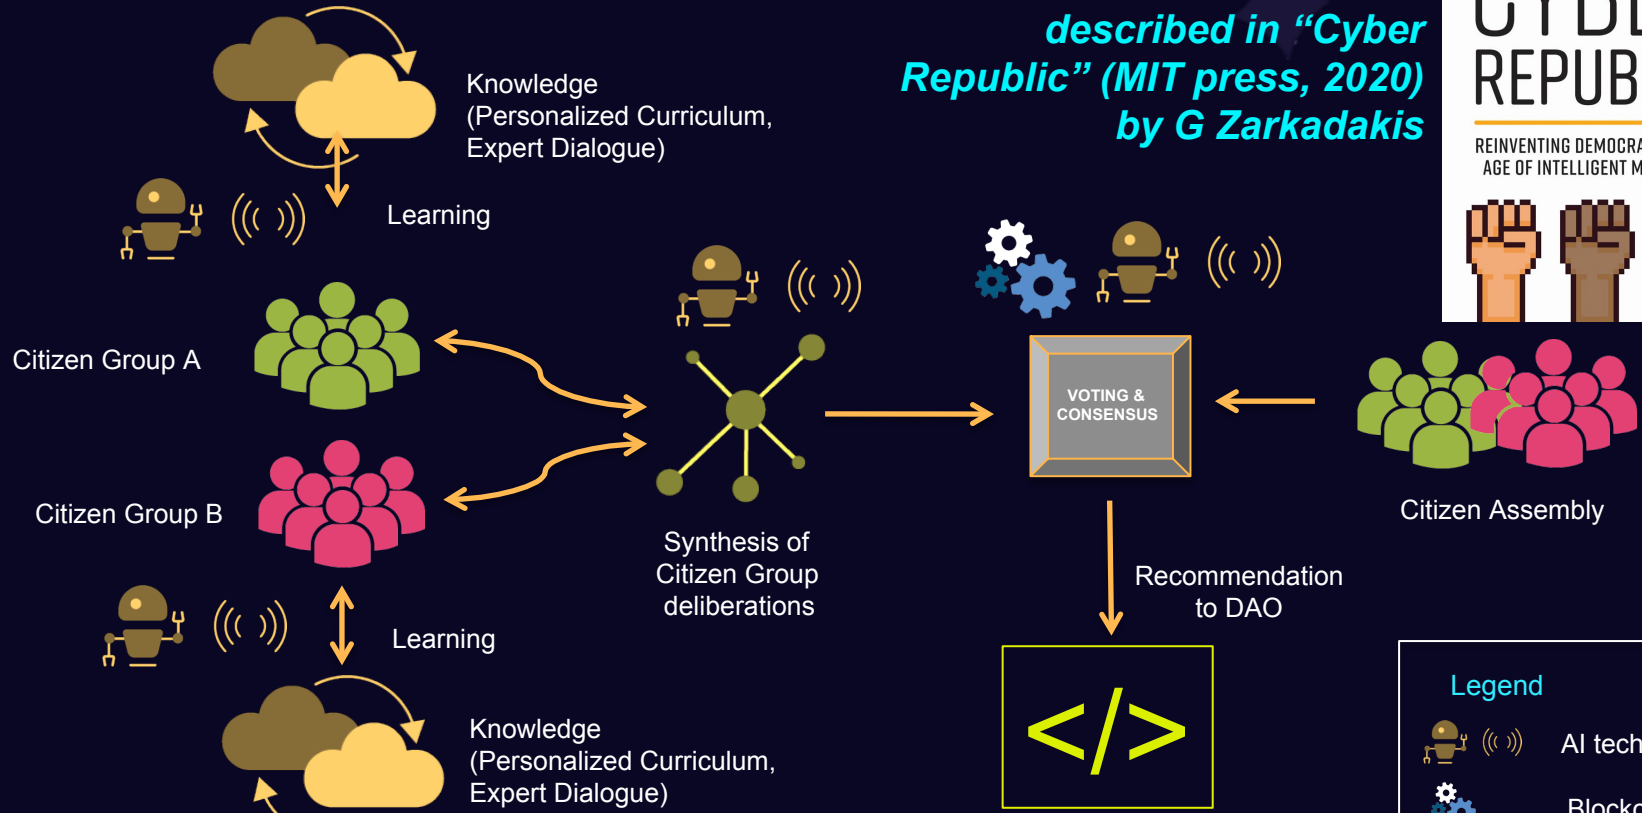 described in “Cyber
Republic” (MIT press, 2020)
by G Zarkadakis
REINVENTING
Knowledge
(Personalized Curriculum,
Expert Dialogue)
Learning
Citizen Group A
Citizen Group B
Synthesis of
Citizen Group
deliberations
VOTING &
CONSENSUS
Citizen Assembly
Recommendation
to DAO
</>
Learning
Knowledge
(Personalized Curriculum,
Expert Dialogue)
Legend
AI tech
AGE OF INTELLIGENT